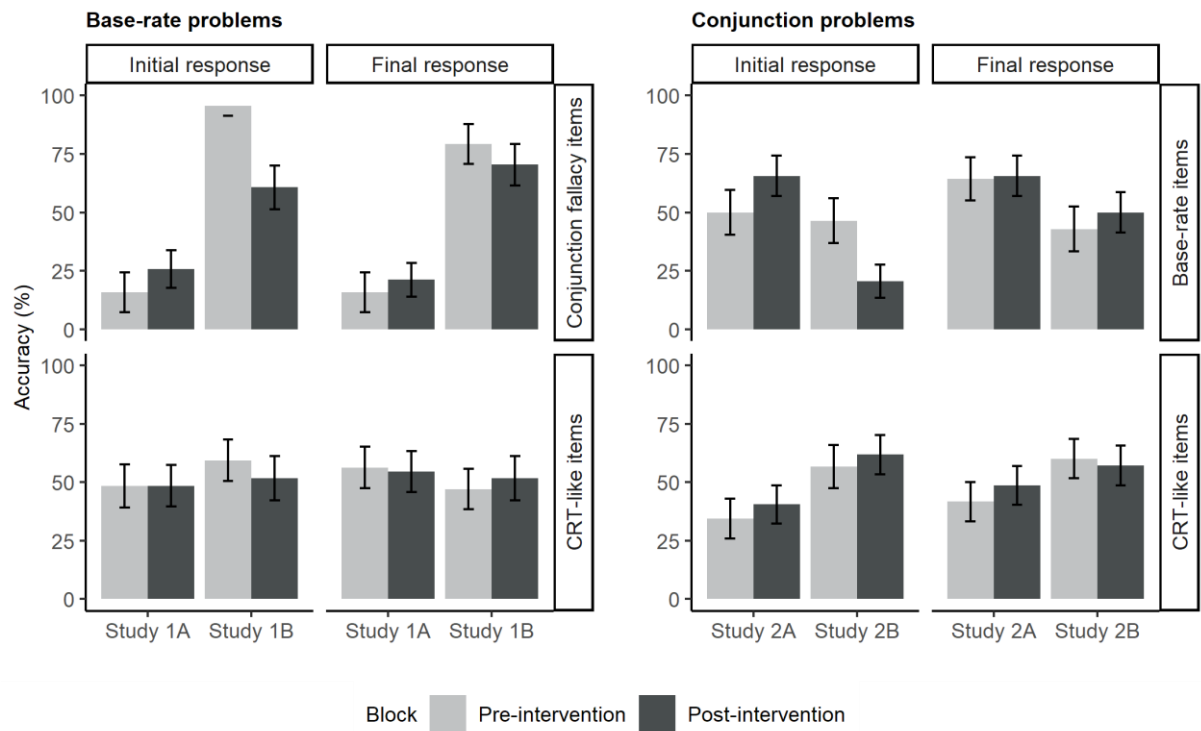 Base-rate problems
Conjunction problems
Initial response
Final response
Initial response
Final response
Accuracy (%)
100
75
50
25
0
Conjunction fallacy items
100
75
50
25
0
Base-rate items
100
75
50
25
0
CRT-like items
100
75
50
25
0
CRT-like items
Study 1A Study 1B Study 1A Study 1B
Study 2A Study 2B Study 2A Study 2B
Block Pre-intervention Post-intervention